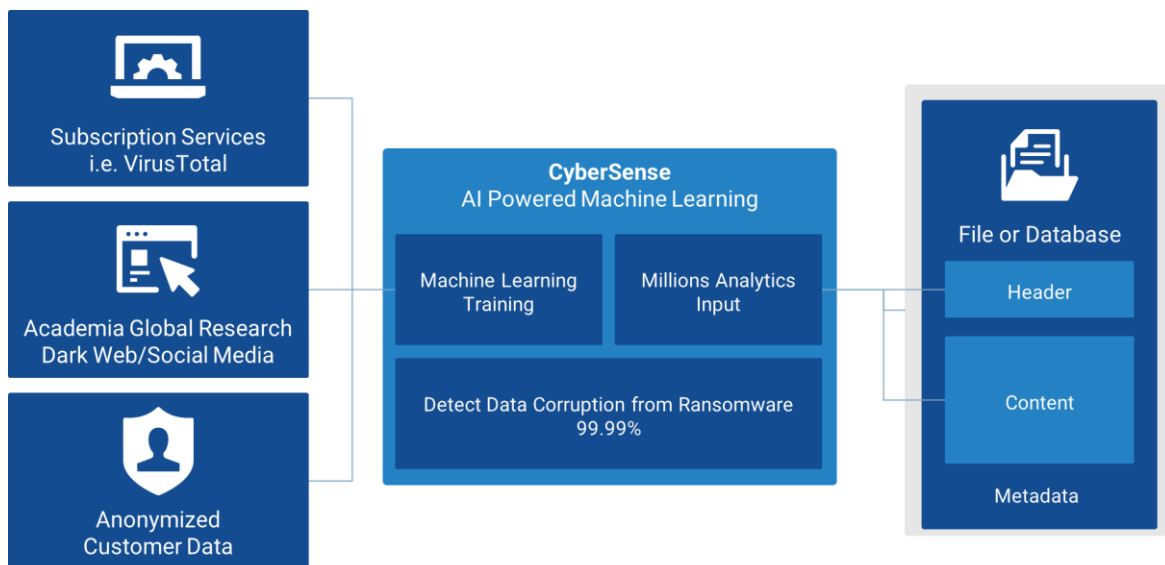 Subscription Services
i.e. VirusTotal
Academia Global Research
Dark Web/Social Media
Anonymized
Customer Data
CyberSense
AI Powered Machine Learning
Machine Learning
Training
Millions Analytics
Input
Detect Data Corruption from Ransomware
99.99%
File or Database
Header
Content
Metadata